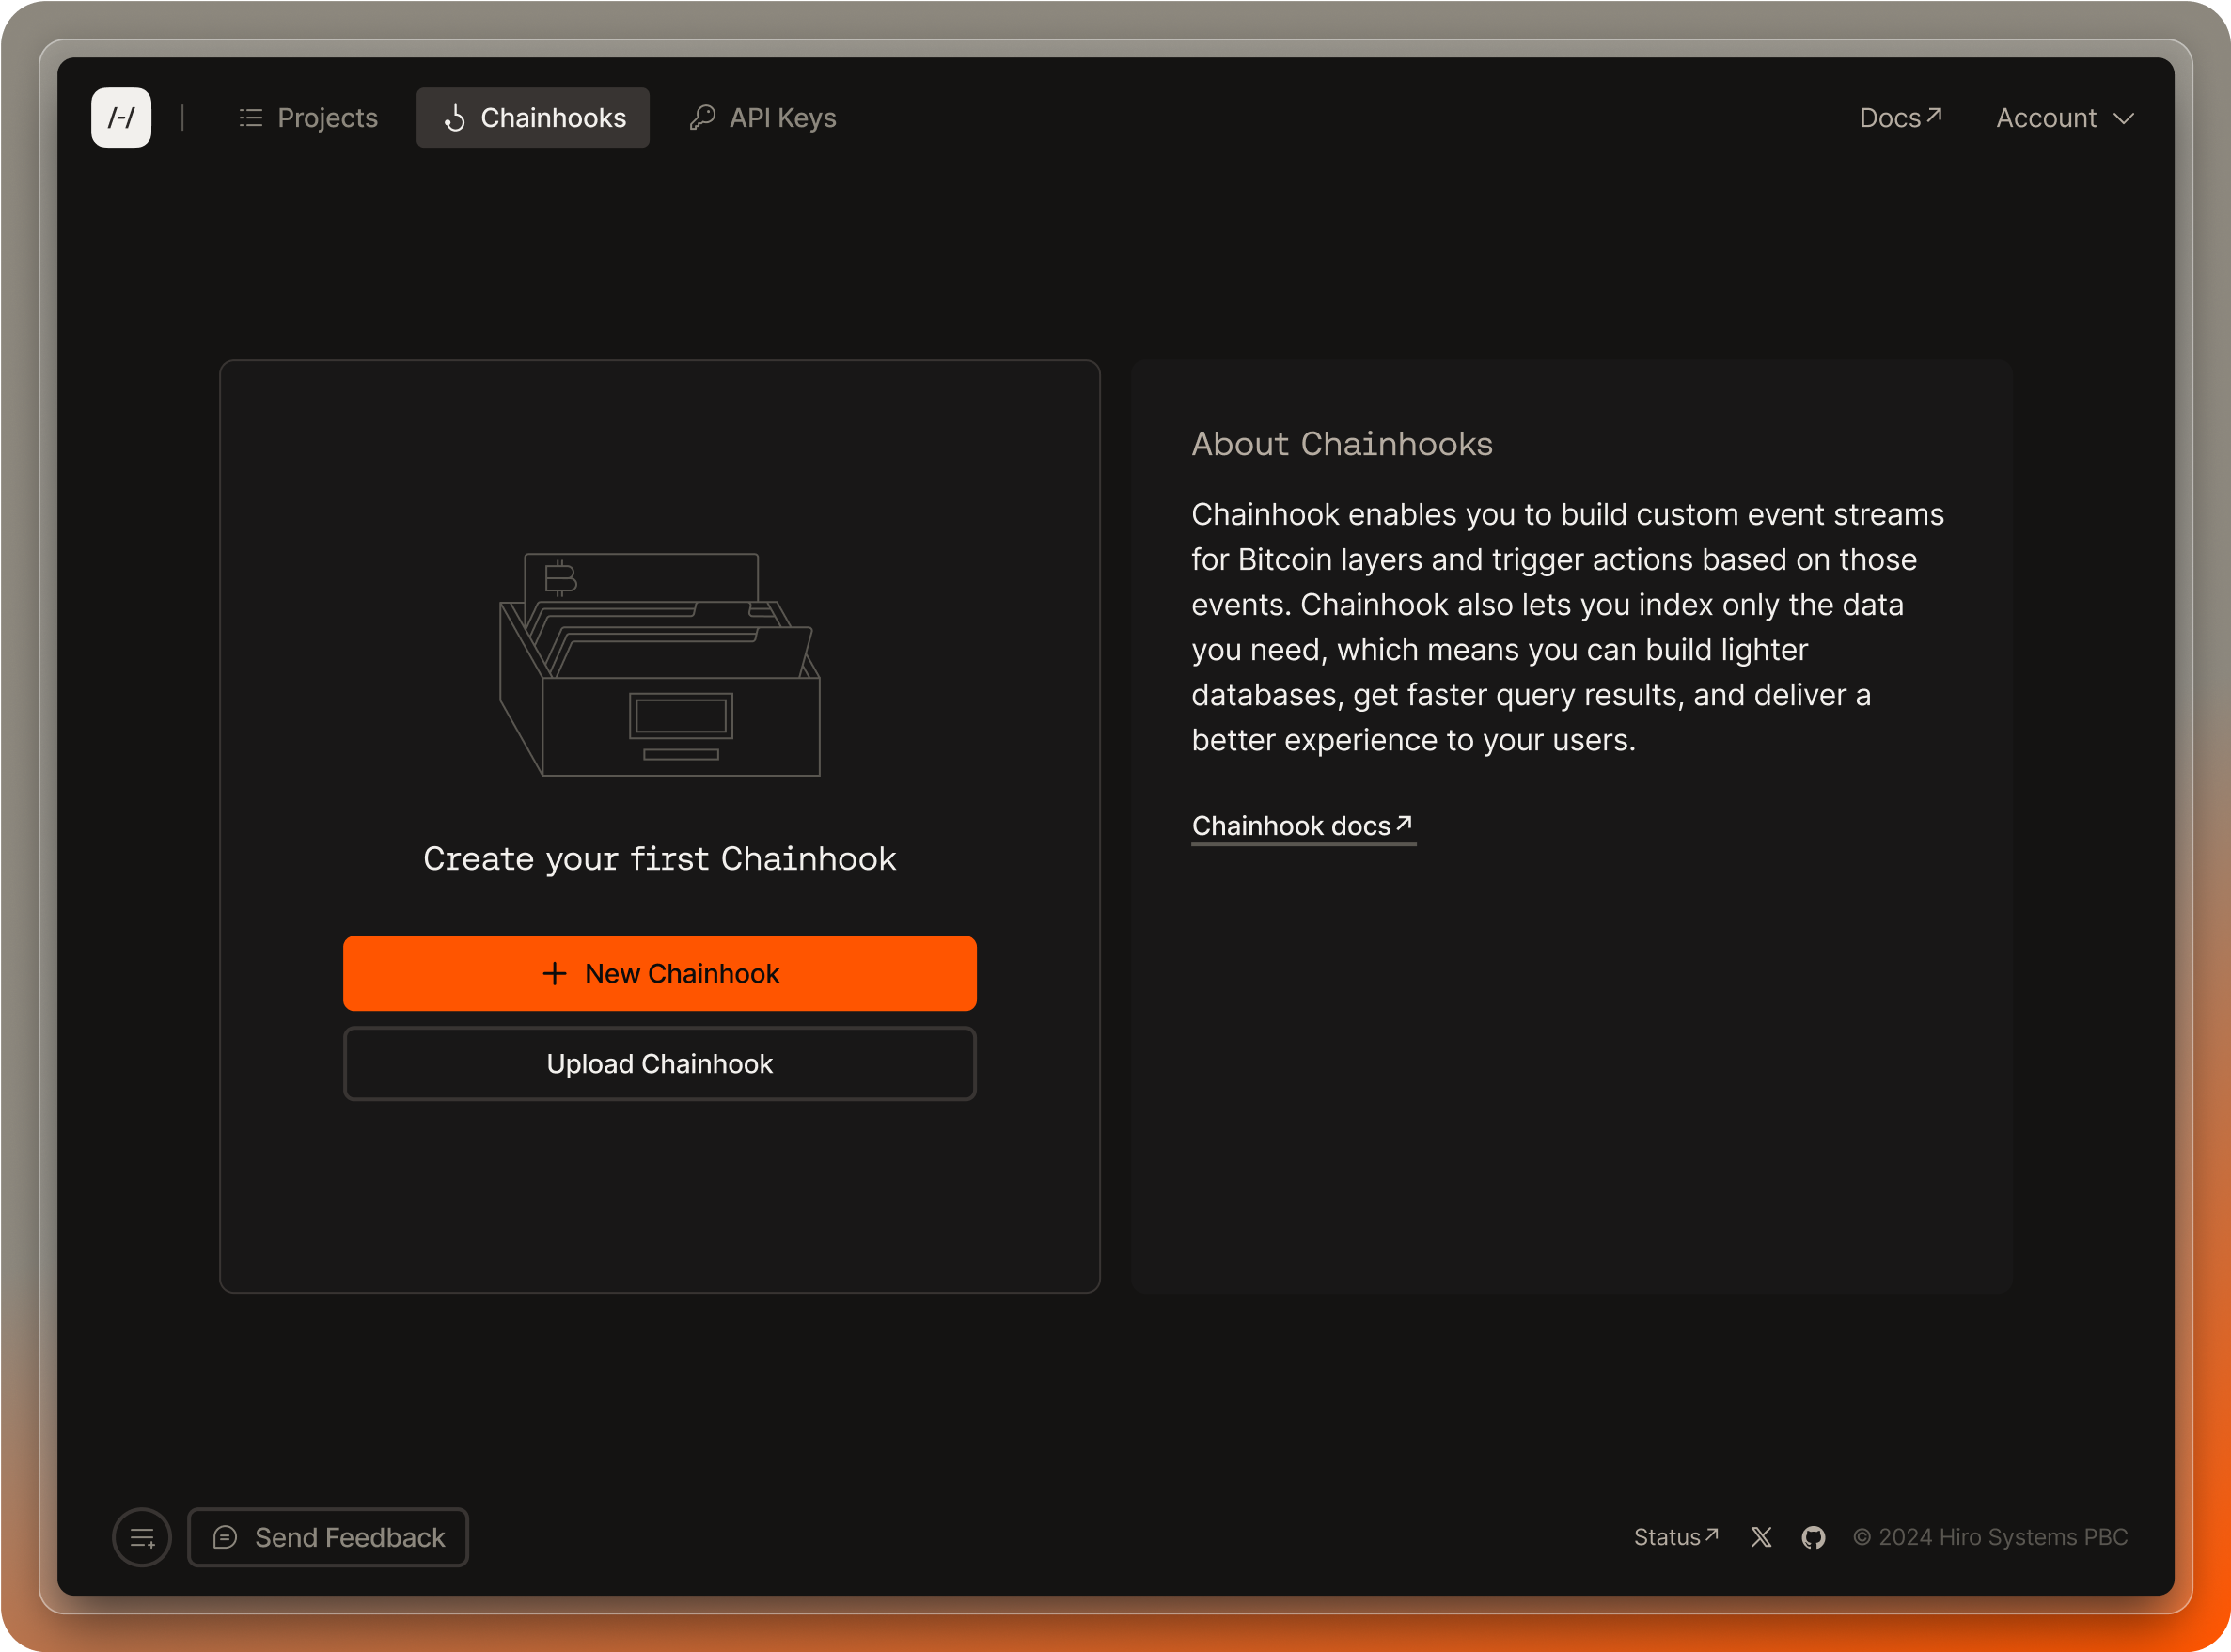 /-/
Projects
Chainhooks
API Keys
Docs↗
Account
Create your first Chainhook
+ New Chainhook
Upload Chainhook
About Chainhooks
Chainhook enables you to build custom event streams
for Bitcoin layers and trigger actions based on those
events. Chainhook also lets you index only the data
you need, which means you can build lighter
databases, get faster query results, and deliver a
better experience to your users.
Chainhook docs↗
Send Feedback
Status↗
© 2024 Hiro Systems PBC